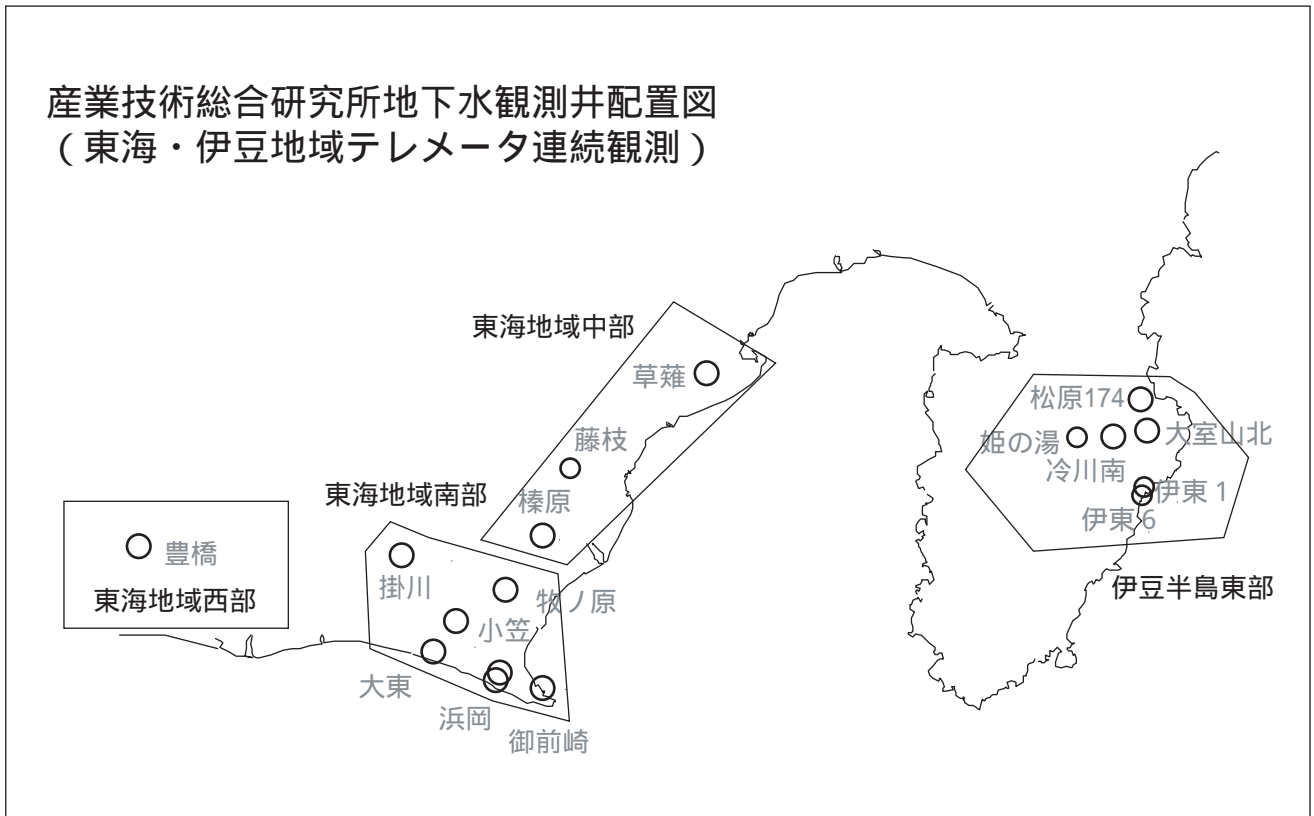 産業技術総合研究所地下水観測井配置図
（東海・伊豆地域テレメータ連続観測）
東海地域中部
草薙
藤枝
榛原
東海地域南部
掛川
牧ノ原
小笠
大東
浜岡
御前崎
豊橋
東海地域西部
松原174
姫の湯
大室山北
冷川南
伊東1
伊東6
伊豆半島東部